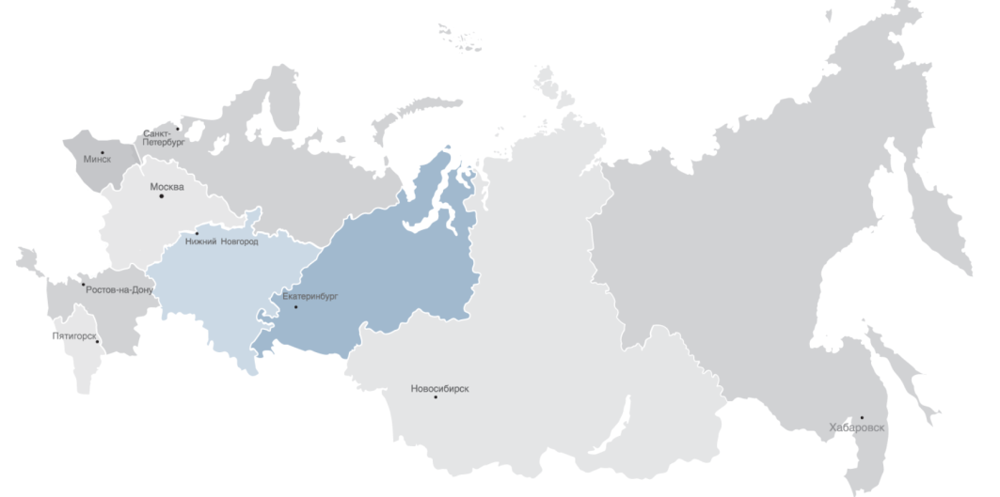 Санкт-
Петербург
Минск
Москва
Нижний Новгород
Ростов-на-Дону
Екатеринбург
Пятигорск
Новосибирск
Хабаровск